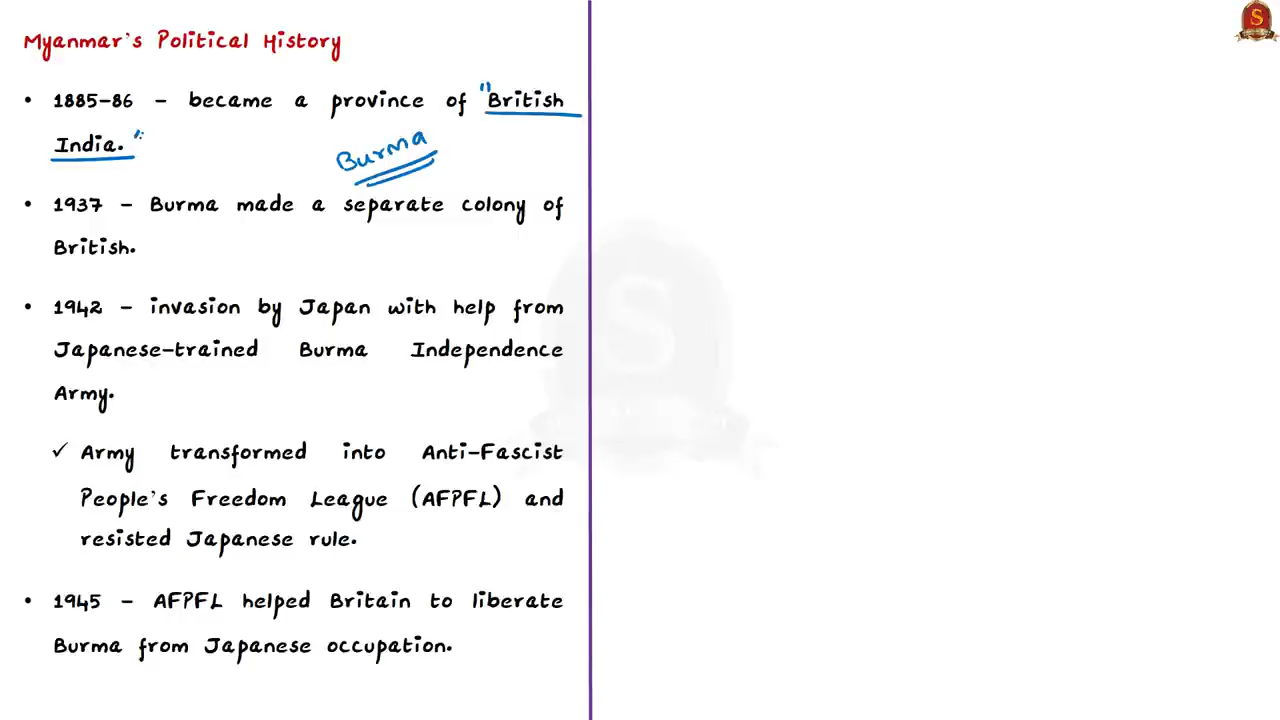 Myanmar's Political History
• 1885-86 - became a province of "British
India."
Burma
• 1937 - Burma made a separate colony of
British.
• 1942 - invasion by Japan with help from
Japanese-trained Burma Independence
Army.
✓ Army transformed into Anti-Fascist
People's Freedom League (AFPFL) and
resisted Japanese rule.
• 1945 - AFPFL helped Britain to liberate
Burma from Japanese occupation.
S
S